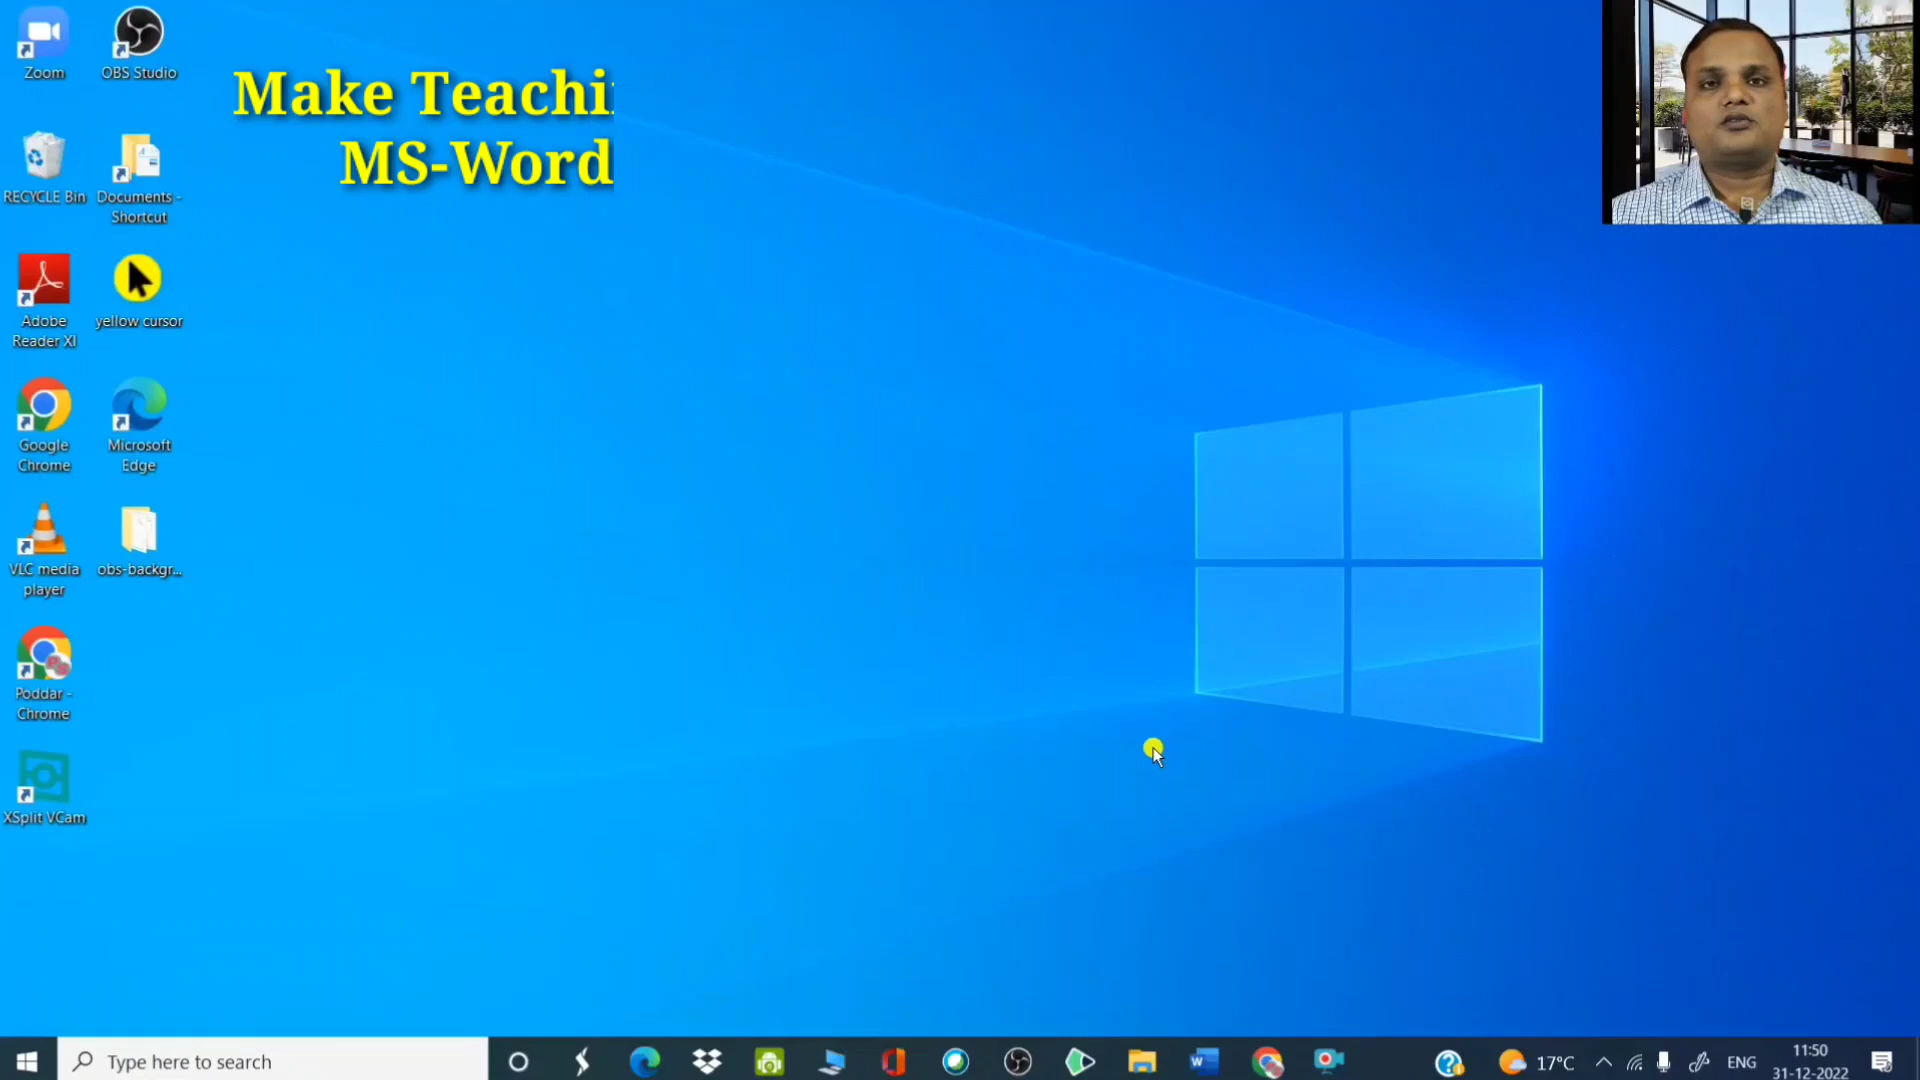 Zoom
OBS Studio
Make Teachi
MS-Word
RECYCLE Bin
Documents -
Shortcut
Adobe
Reader XI
yellow cursor
Google
Chrome
Microsoft
Edge
VLC media
player
obs-backgr...
Poddar -
Chrome
XSplit VCam
Type here to search
17°C
ENG
11:50
31-12-2022